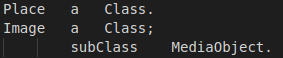 Place a Class.
Image a Class;
subClass MediaObject.